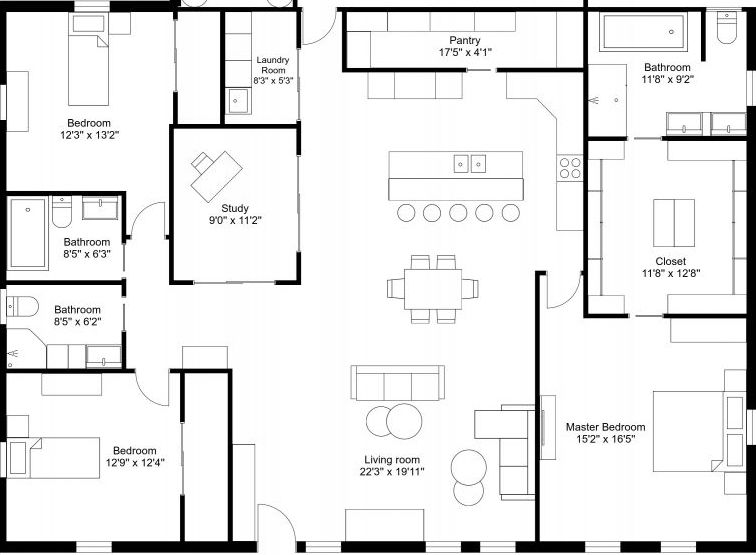 Pantry
17'5" x 4'1"
Laundry
Room
8'3" x 5'3"
Bathroom
11'8" x 9'2"
Bedroom
12'3" x 13'2"
Study
9'0" x 11'2"
Bathroom
8'5" x 6'3"
Closet
11'8" x 12'8"
Bathroom
8'5" x 6'2"
Master Bedroom
15'2" x 16'5"
Bedroom
12'9" x 12'4"
Living room
22'3" x 19'11"